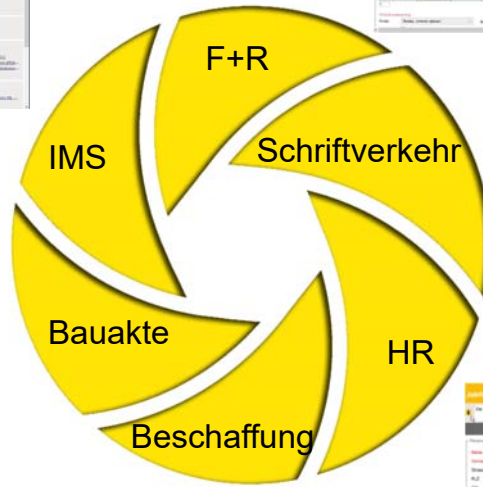 F+R
IMS
Schriftverkehr
Bauakte
HR
Beschaffung